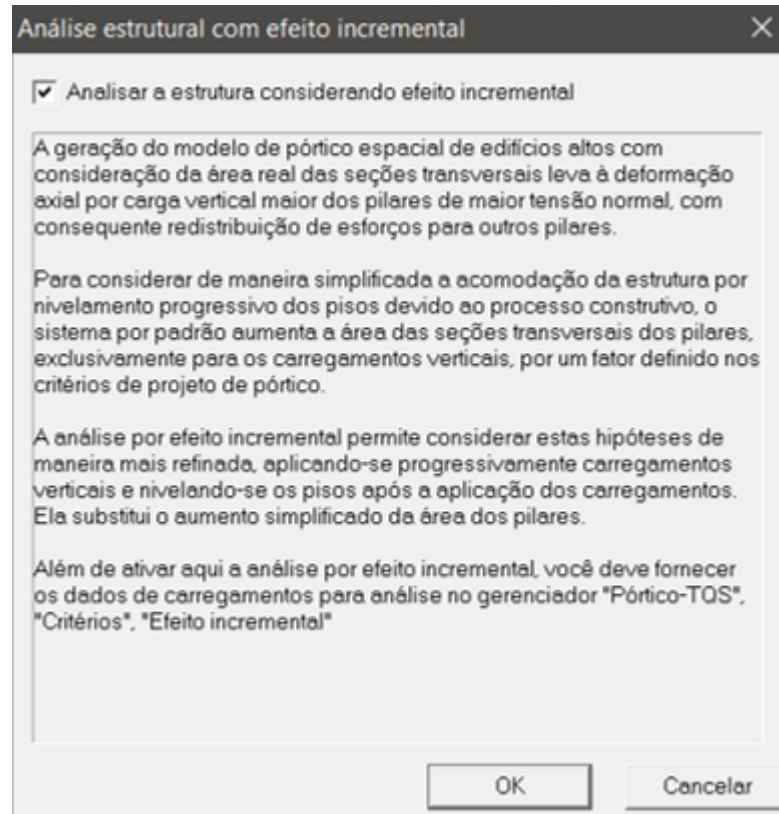 Análise estrutural com efeito incremental
Analisar a estrutura considerando efeito incremental
A geração do modelo de pórtico espacial de edifícios altos com
consideração da área real das seções transversais leva à deformação
axial por carga vertical maior dos pilares de maior tensão normal, com
consequente redistribuição de esforços para outros pilares.
Para considerar de maneira simplificada a acomodação da estrutura por
nivelamento progressivo dos pisos devido ao processo construtivo, o
sistema por padrão aumenta a área das seções transversais dos pilares,
exclusivamente para os carregamentos verticais, por um fator definido nos
critérios de projeto de pórtico.
A análise por efeito incremental permite considerar estas hipóteses de
maneira mais refinada, aplicando-se progressivamente carregamentos
verticais e nivelando-se os pisos após a aplicação dos carregamentos.
Ela substitui o aumento simplificado da área dos pilares.
Além de ativar aqui a análise por efeito incremental, você deve fornecer
os dados de carregamentos para análise no gerenciador "Pórtico-TQS",
"Critérios", "Efeito incremental"
OK
Cancelar